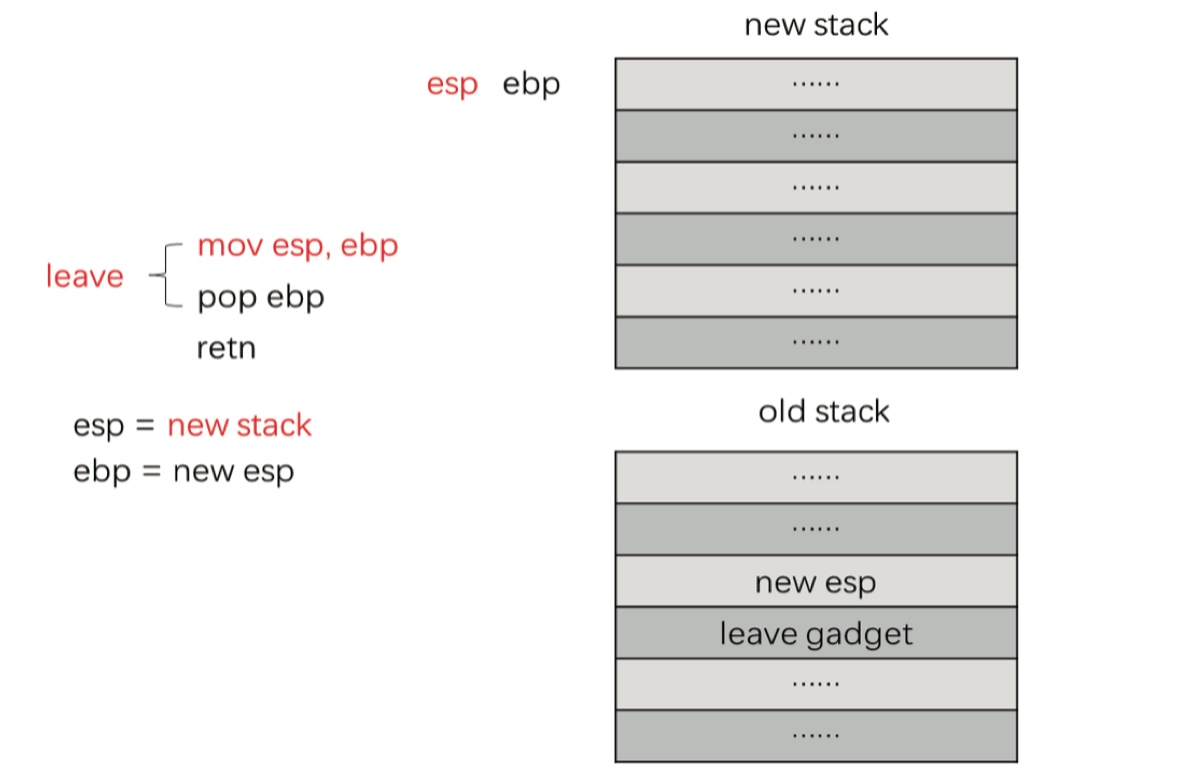 new stack
esp ebp
······
······
······
······
······
······
leave
mov esp, ebp
pop ebp
retn
esp = new stack
ebp = new esp
old stack
······
······
new esp
leave gadget
······
······